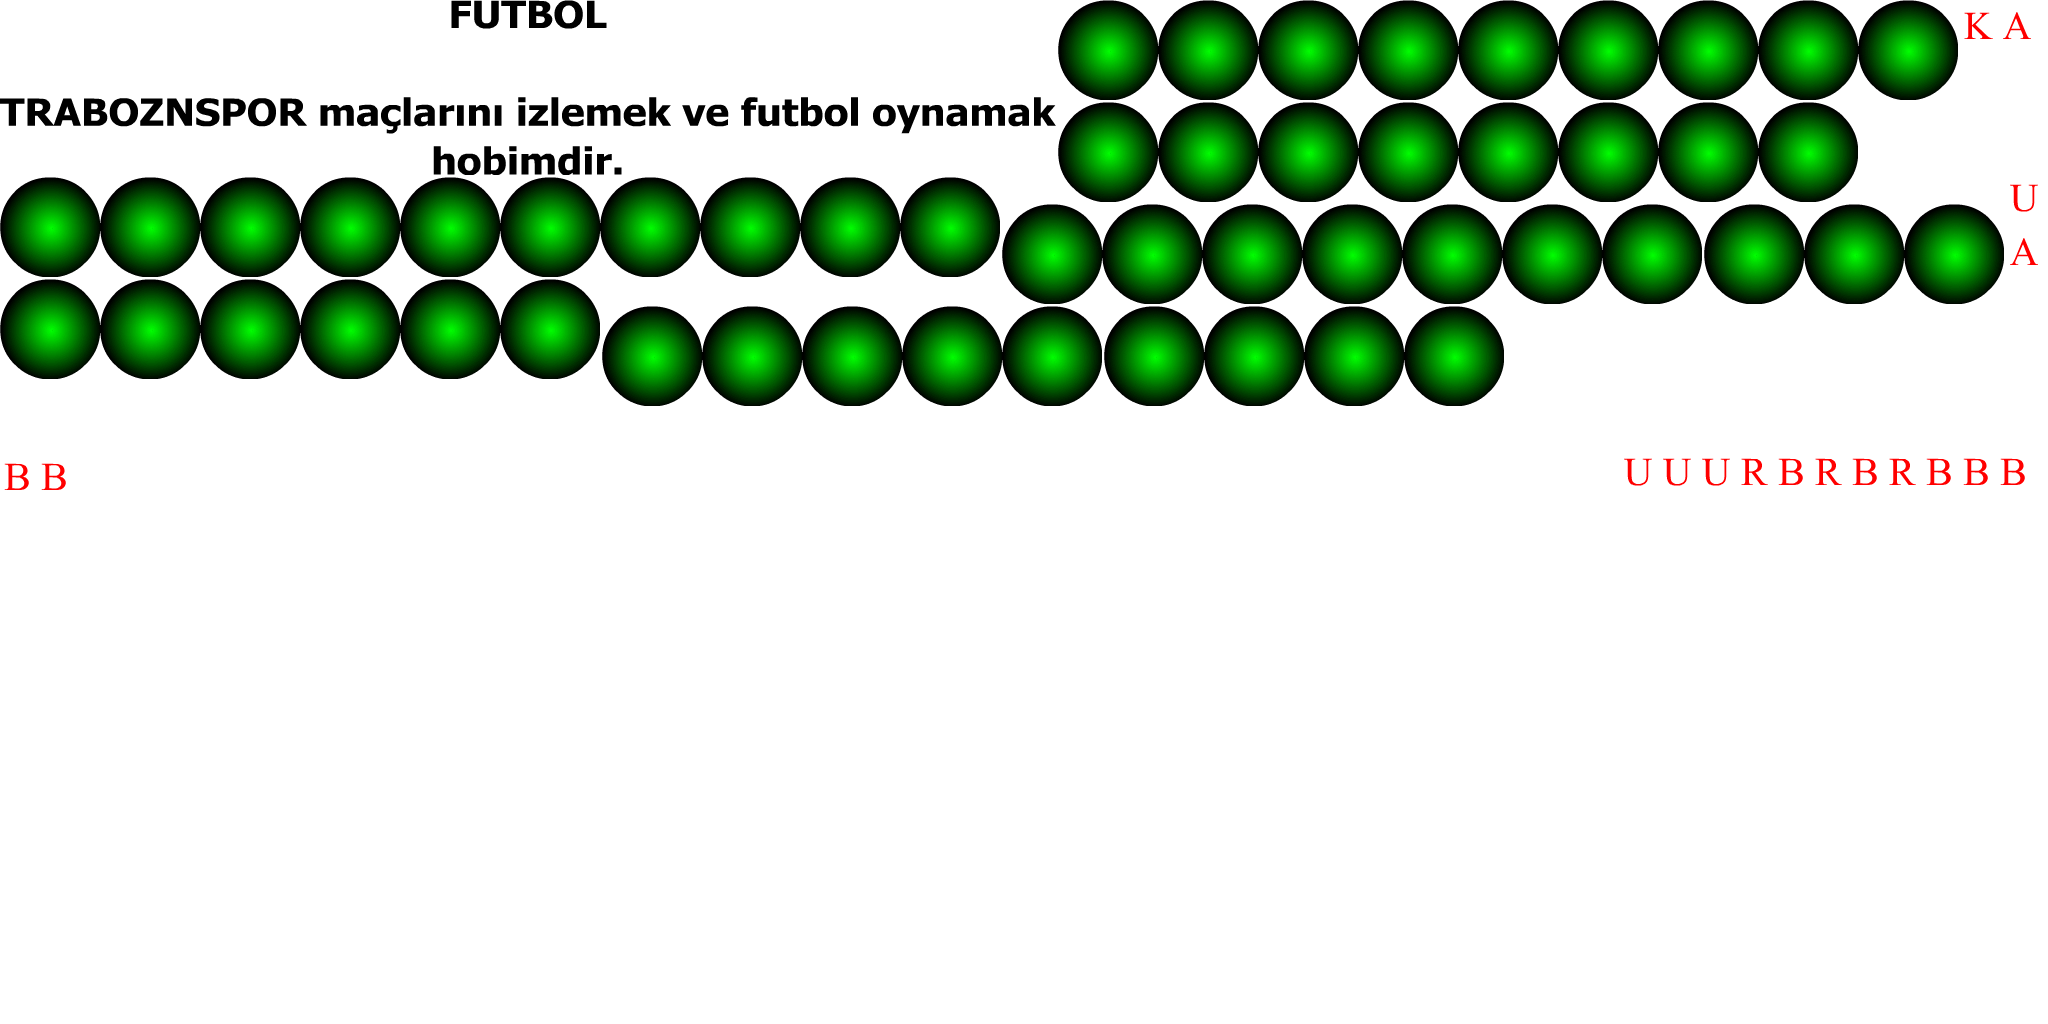 FUTBOL
TRABOZNSPOR maçlarını izlemek ve futbol oynamak
hobimdir.
K A
U
A
B B
U U U R B R B R B B B